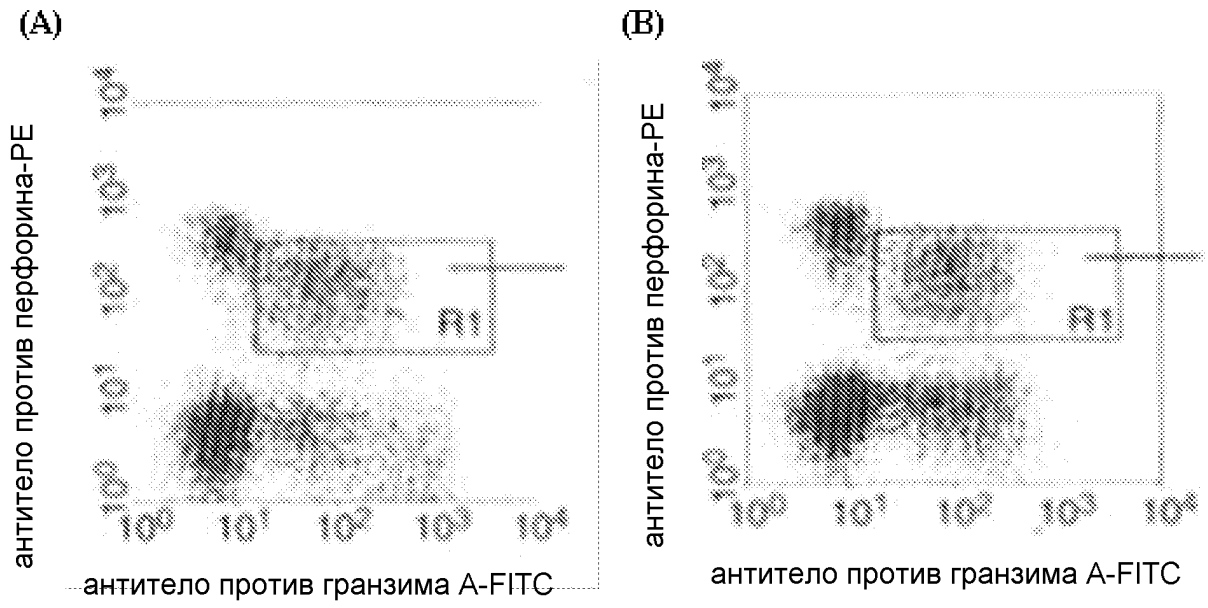 (A)
антитело против перфорина-PE
10⁴
10³
10²
10¹
10⁰
R1
10⁰ 10¹ 10² 10³ 10⁴
антитело против гранзима A-FITC
(B)
антитело против перфорина-PE
10⁴
10³
10²
10¹
10⁰
R1
10⁰ 10¹ 10² 10³ 10⁴
антитело против гранзима A-FITC